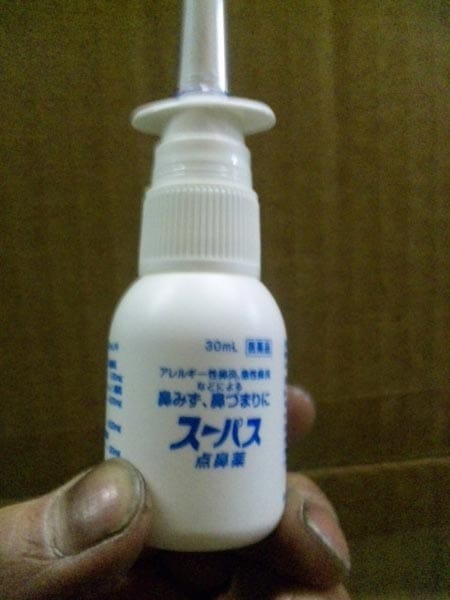 30mL 医薬品
アレルギー性鼻炎、急性鼻炎
などによる
鼻みず、鼻づまりに
スーパス
点鼻薬